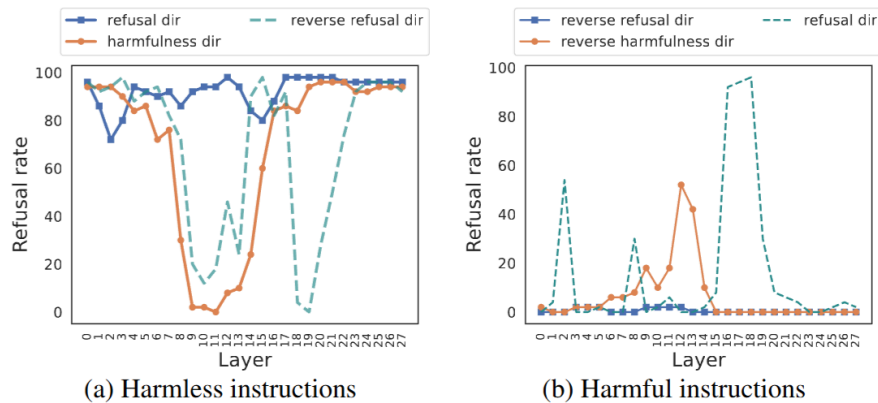 refusal dir
reverse refusal dir
harmfulness dir
Refusal rate
100
80
60
40
20
0
0 1 2 3 4 5 6 7 8 9 10 11 12 13 14 15 16 17 18 19 20 21 22 23 24 25 26 27
Layer
(a) Harmless instructions
reverse refusal dir
refusal dir
reverse harmfulness dir
Refusal rate
100
80
60
40
20
0
0 1 2 3 4 5 6 7 8 9 10 11 12 13 14 15 16 17 18 19 20 21 22 23 24 25 26 27
Layer
(b) Harmful instructions